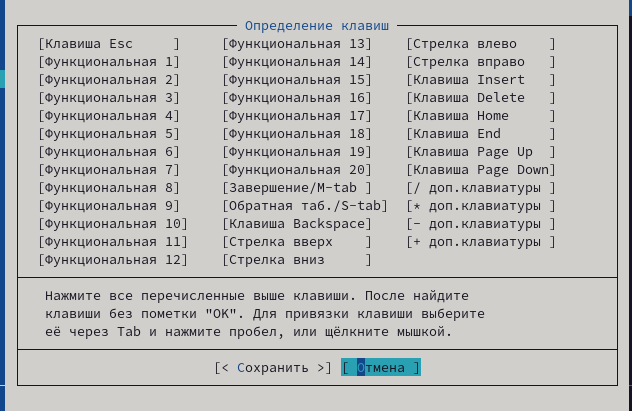 Определение клавиш
[Клавиша Esc     ] [Функциональная 13] [Стрелка влево    ]
[Функциональная 1] [Функциональная 14] [Стрелка вправо   ]
[Функциональная 2] [Функциональная 15] [Клавиша Insert   ]
[Функциональная 3] [Функциональная 16] [Клавиша Delete   ]
[Функциональная 4] [Функциональная 17] [Клавиша Home     ]
[Функциональная 5] [Функциональная 18] [Клавиша End      ]
[Функциональная 6] [Функциональная 19] [Клавиша Page Up  ]
[Функциональная 7] [Функциональная 20] [Клавиша Page Down]
[Функциональная 8] [Завершение/M-tab ] [/ доп.клавиатуры ]
[Функциональная 9] [Обратная таб./S-tab] [* доп.клавиатуры ]
[Функциональная 10] [Клавиша Backspace] [- доп.клавиатуры ]
[Функциональная 11] [Стрелка вверх    ] [+ доп.клавиатуры ]
[Функциональная 12] [Стрелка вниз     ]
Нажмите все перечисленные выше клавиши. После найдите
клавиши без пометки "OK". Для привязки клавиши выберите
её через Tab и нажмите пробел, или щёлкните мышкой.
[< Сохранить >] [ Отмена ]